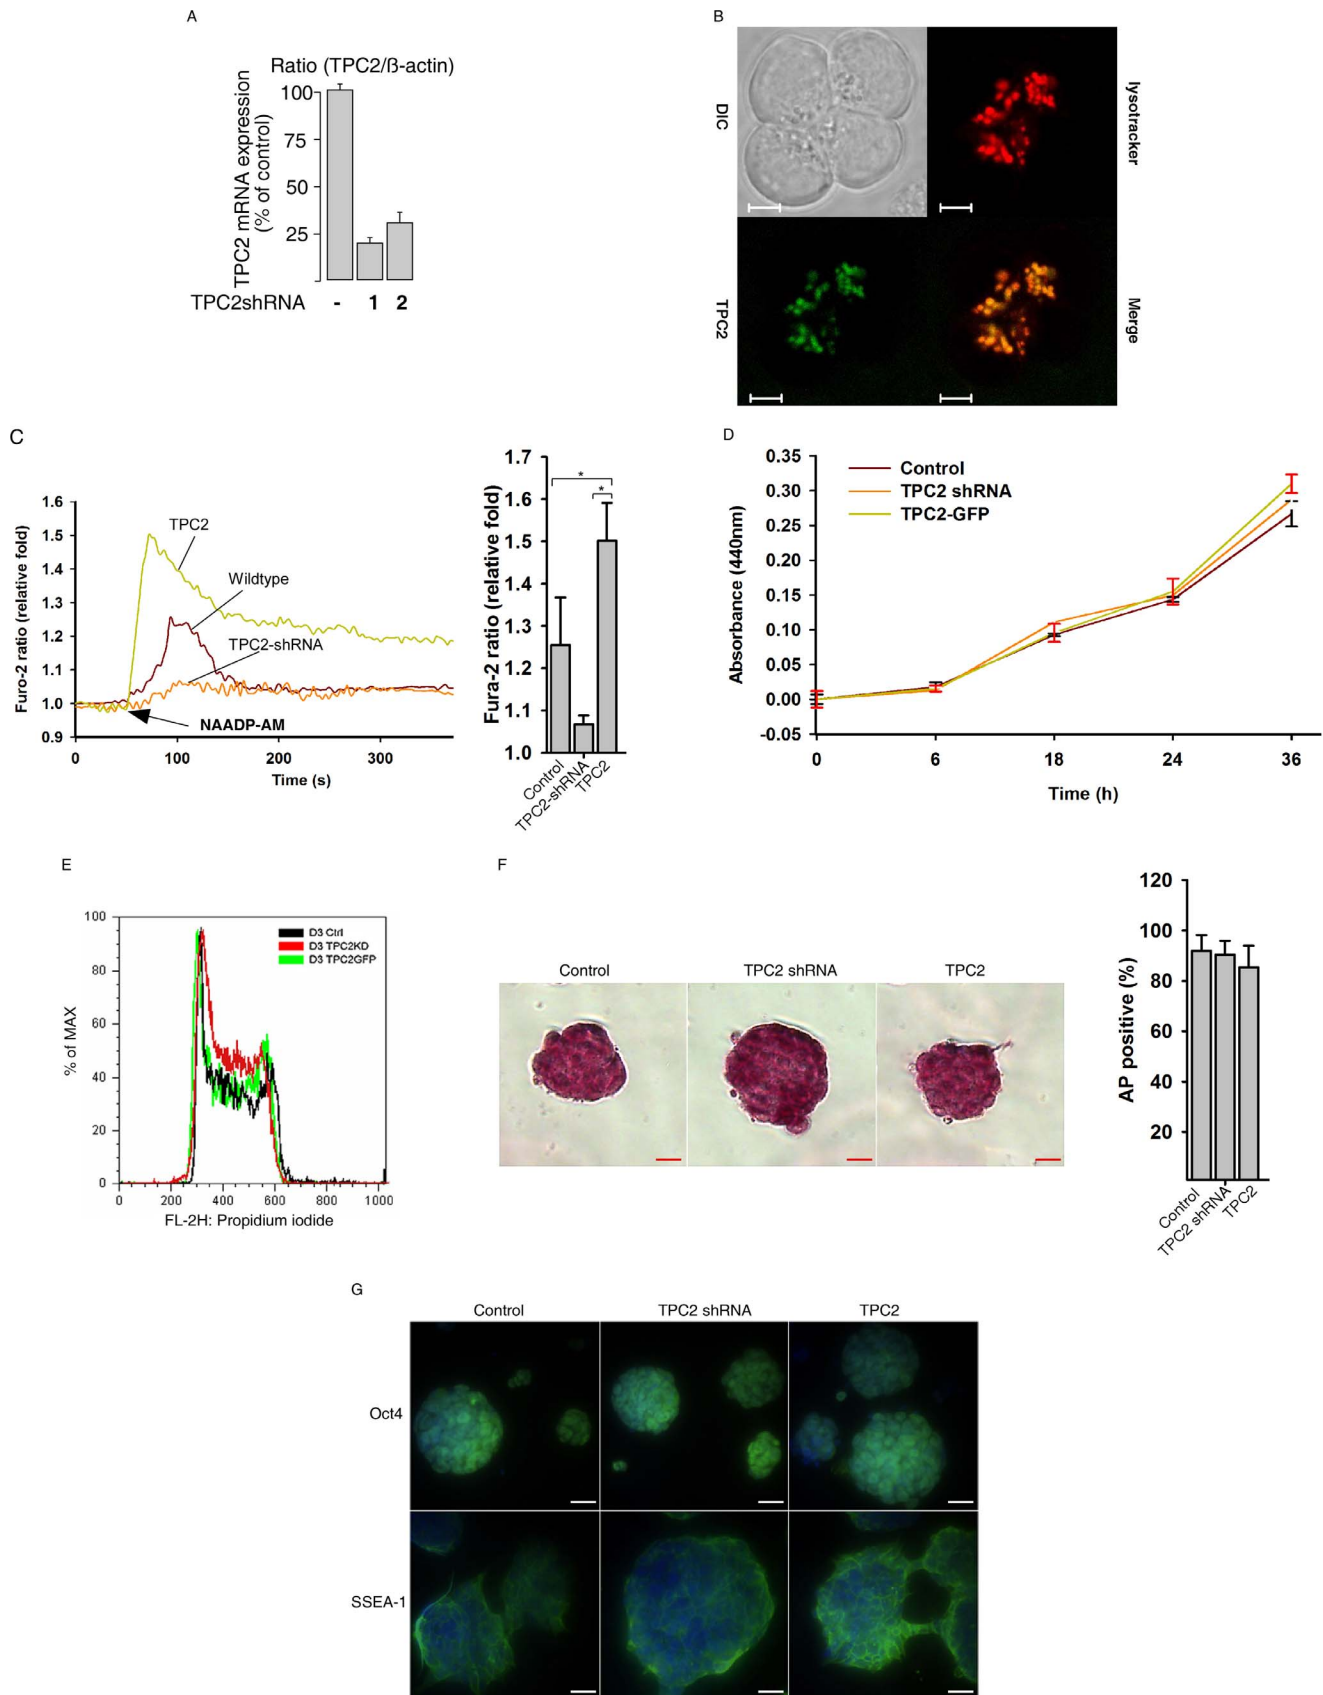 A
Ratio (TPC2/ß-actin)
TPC2 mRNA expression
(% of control)
100
75
50
25
TPC2shRNA - 1 2
B
DIC
lysotracker
TPC2
Merge
C
Furo-2 ratio (relative fold)
1.6
1.5
1.4
1.3
1.2
1.1
1.0
0.9
TPC2
Wildtype
TPC2-shRNA
NAADP-AM
0 100 200 300
Time (s)
Fura-2 ratio (relative fold)
1.7
1.6
1.5
1.4
1.3
1.2
1.1
1.0
*
*
Control
TPC2-shRNA
TPC2
D
Absorbance (440nm)
0.35
0.30
0.25
0.20
0.15
0.10
0.05
0.00
-0.05
Control
TPC2 shRNA
TPC2-GFP
0 6 18 24 36
Time (h)
E
% of MAX
100
80
60
40
20
0
D3 Ctrl
D3 TPC2KD
D3 TPC2GFP
0 200 400 600 800 1000
FL-2H: Propidium iodide
F
Control TPC2 shRNA TPC2
AP positive (%)
120
100
80
60
40
20
Control
TPC2 shRNA
TPC2
G
Control TPC2 shRNA TPC2
Oct4
SSEA-1